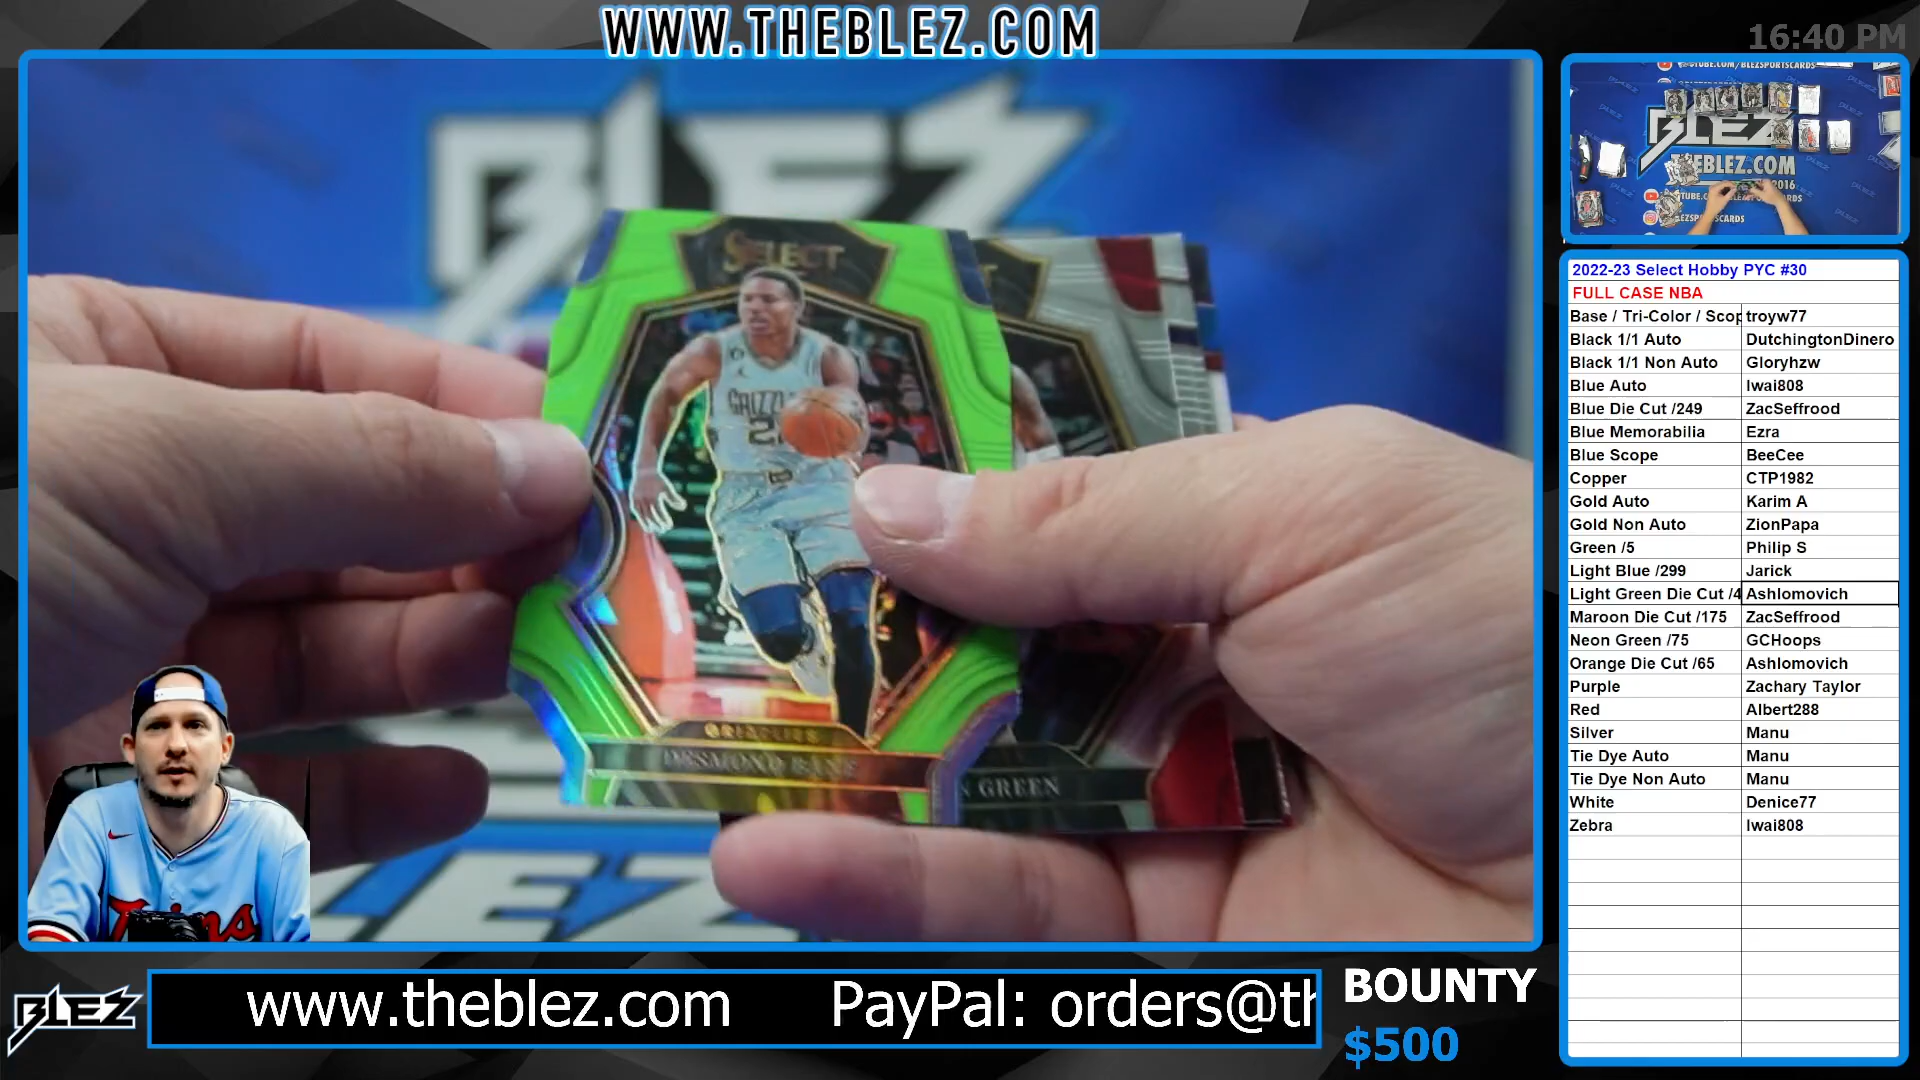 WWW.THEBLEZ.COM
16:40 PM
BLEZ
SELECT
GRIZZLIES
DESMOND BANE
GREEN
BLEZ
THEBLEZ.COM
2022-23 Select Hobby PYC #30
FULL CASE NBA
Base / Tri-Color / Scop troyw77
Black 1/1 Auto DutchingtonDinero
Black 1/1 Non Auto Gloryhzw
Blue Auto Iwai808
Blue Die Cut /249 ZacSeffrood
Blue Memorabilia Ezra
Blue Scope BeeCee
Copper CTP1982
Gold Auto Karim A
Gold Non Auto ZionPapa
Green /5 Philip S
Light Blue /299 Jarick
Light Green Die Cut /4 Ashlomovich
Maroon Die Cut /175 ZacSeffrood
Neon Green /75 GCHoops
Orange Die Cut /65 Ashlomovich
Purple Zachary Taylor
Red Albert288
Silver Manu
Tie Dye Auto Manu
Tie Dye Non Auto Manu
White Denice77
Zebra Iwai808
Twins
BLEZ
www.theblez.com PayPal: orders@th
BOUNTY
$500